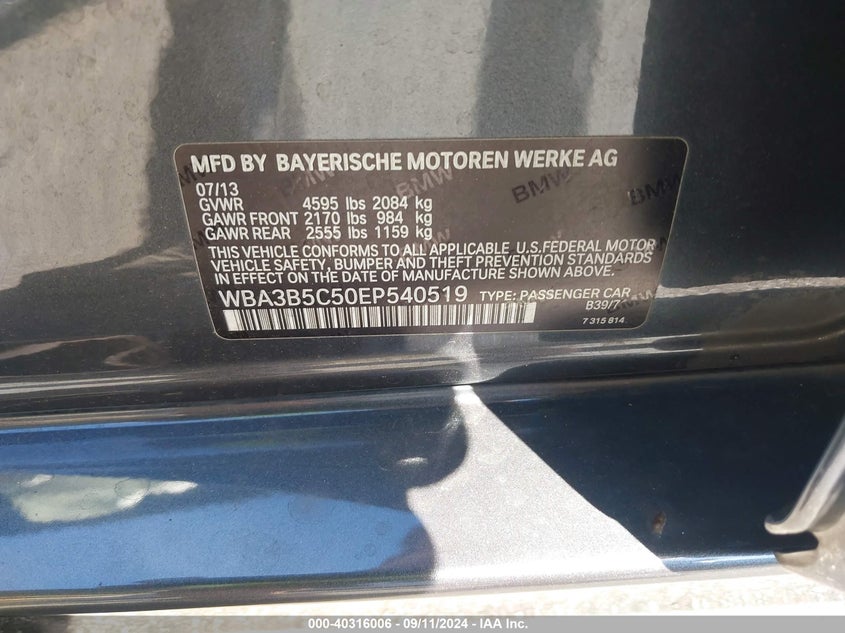 MFD BY BAYERISCHE MOTOREN WERKE AG
07/13
GVWR 4595 lbs 2084 kg
GAWR FRONT 2170 lbs 984 kg
GAWR REAR 2555 lbs 1159 kg
THIS VEHICLE CONFORMS TO ALL APPLICABLE U.S.FEDERAL MOTOR
VEHICLE SAFETY, BUMPER AND THEFT PREVENTION STANDARDS
IN EFFECT ON THE DATE OF MANUFACTURE SHOWN ABOVE.
WBA3B5C50EP540519 TYPE: PASSENGER CAR
B39/7
7 315 814
000-40316006 - 09/11/2024 - IAA Inc.